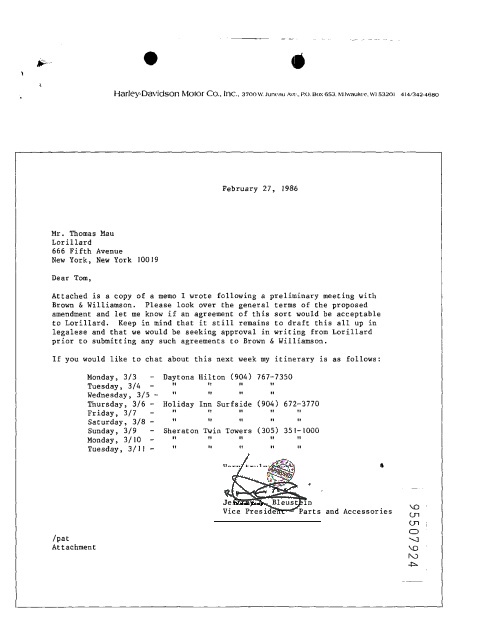 Harley-Davidson Motor Co., Inc., 3700 W. Juneau Ave., P.O. Box 653, Milwaukee, WI 53201 414/342-4680
February 27, 1986
Mr. Thomas Mau
Lorillard
666 Fifth Avenue
New York, New York 10019
Dear Tom,
Attached is a copy of a memo I wrote following a preliminary meeting with
Brown & Williamson. Please look over the general terms of the proposed
amendment and let me know if an agreement of this sort would be acceptable
to Lorillard. Keep in mind that it still remains to draft this all up in
legalese and that we would be seeking approval in writing from Lorillard
prior to submitting any such agreements to Brown & Williamson.
If you would like to chat about this next week my itinerary is as follows:
Monday, 3/3 - Daytona Hilton (904) 767-7350
Tuesday, 3/4 - " " " "
Wednesday, 3/5 - " " " "
Thursday, 3/6 - Holiday Inn Surfside (904) 672-3770
Friday, 3/7 - " " " "
Saturday, 3/8 - " " " "
Sunday, 3/9 - Sheraton Twin Towers (305) 351-1000
Monday, 3/10 - " " " "
Tuesday, 3/11 - " " " "
Bleustein
Vice President - Parts and Accessories
/pat
Attachment
95507924